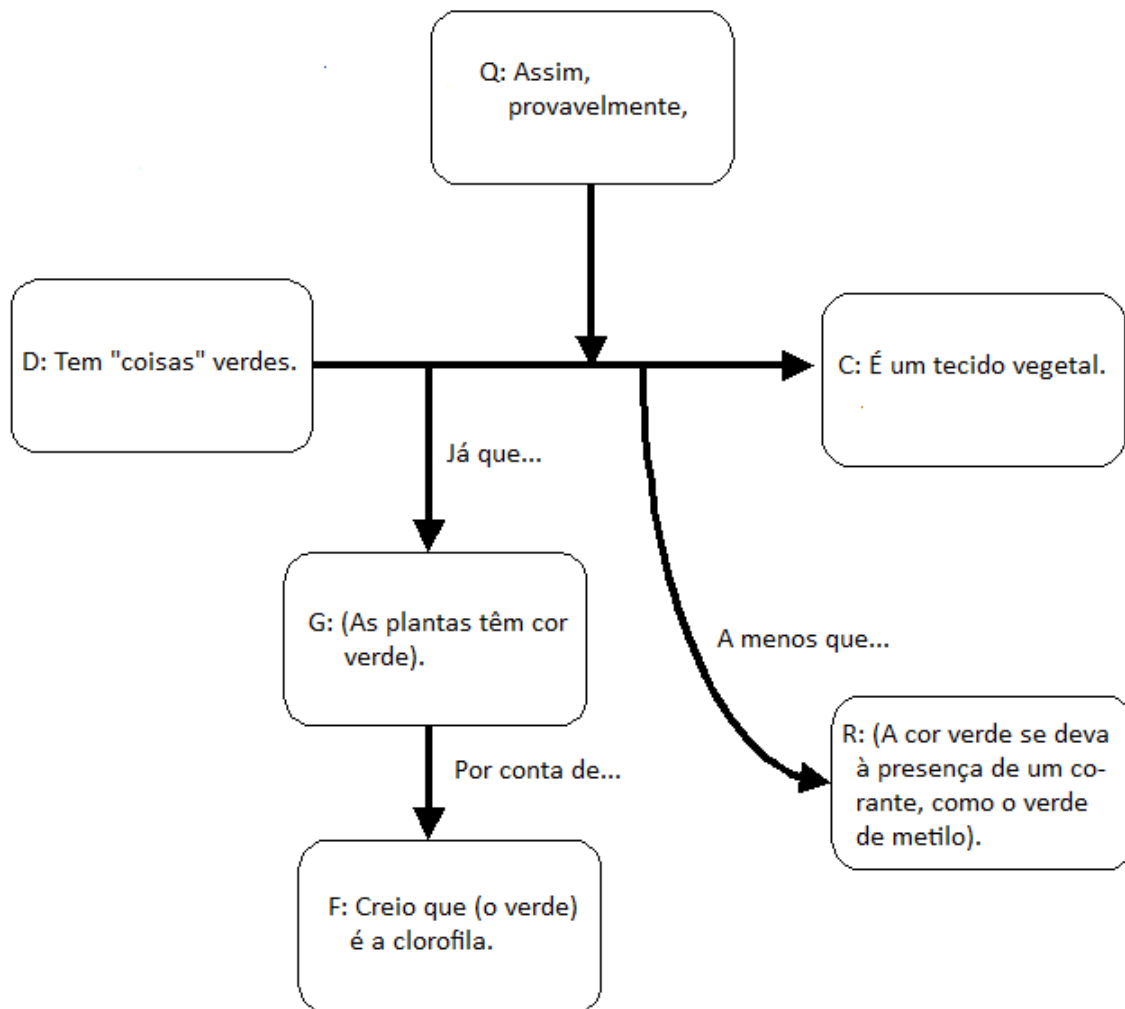 Q: Assim,
provavelmente,
D: Tem "coisas" verdes.
C: É um tecido vegetal.
Já que...
G: (As plantas têm cor
verde).
A menos que...
R: (A cor verde se deva
à presença de um co-
rante, como o verde
de metilo).
Por conta de...
F: Creio que (o verde)
é a clorofila.